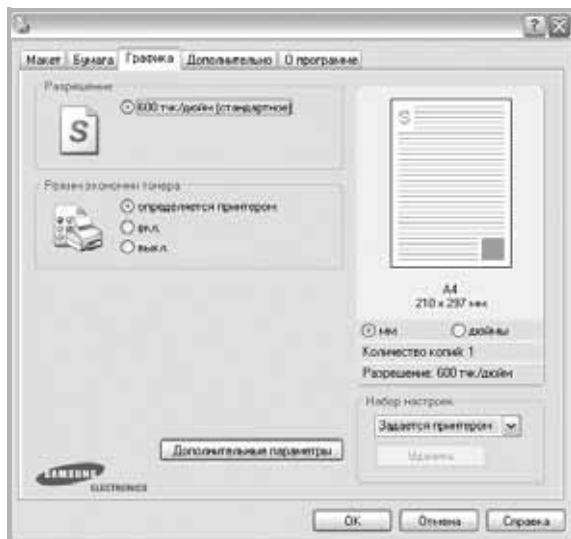 Макет Бумага Графика Дополнительно О программе
Разрешение
600 тчк./дюйм (стандартное)
S
S
Режим экономии тонера
определяется принтером
вкл.
выкл.
A4
210 x 297 мм
мм дюймы
Количество копий: 1
Разрешение: 600 тчк./дюйм
Набор настроек
Задается принтером
Удалить
Дополнительные параметры
SAMSUNG
ELECTRONICS
OK Отмена Справка